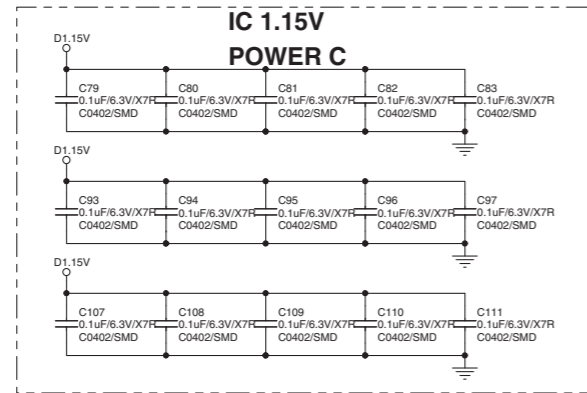 IC 1.15V
POWER C
D1.15V
C79 C80 C81 C82 C83
0.1uF/6.3V/X7R 0.1uF/6.3V/X7R 0.1uF/6.3V/X7R 0.1uF/6.3V/X7R 0.1uF/6.3V/X7R
C0402/SMD C0402/SMD C0402/SMD C0402/SMD C0402/SMD
D1.15V
C93 C94 C95 C96 C97
0.1uF/6.3V/X7R 0.1uF/6.3V/X7R 0.1uF/6.3V/X7R 0.1uF/6.3V/X7R 0.1uF/6.3V/X7R
C0402/SMD C0402/SMD C0402/SMD C0402/SMD C0402/SMD
D1.15V
C107 C108 C109 C110 C111
0.1uF/6.3V/X7R 0.1uF/6.3V/X7R 0.1uF/6.3V/X7R 0.1uF/6.3V/X7R 0.1uF/6.3V/X7R
C0402/SMD C0402/SMD C0402/SMD C0402/SMD C0402/SMD